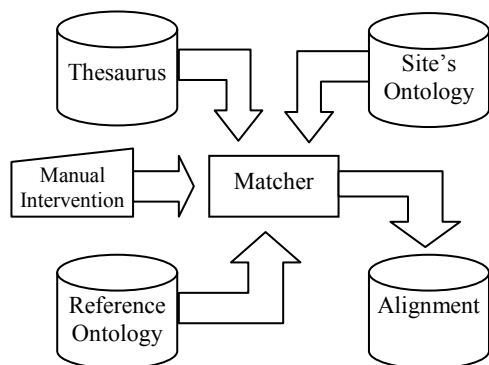 Thesaurus
Site's
Ontology
Manual
Intervention
Matcher
Reference
Ontology
Alignment